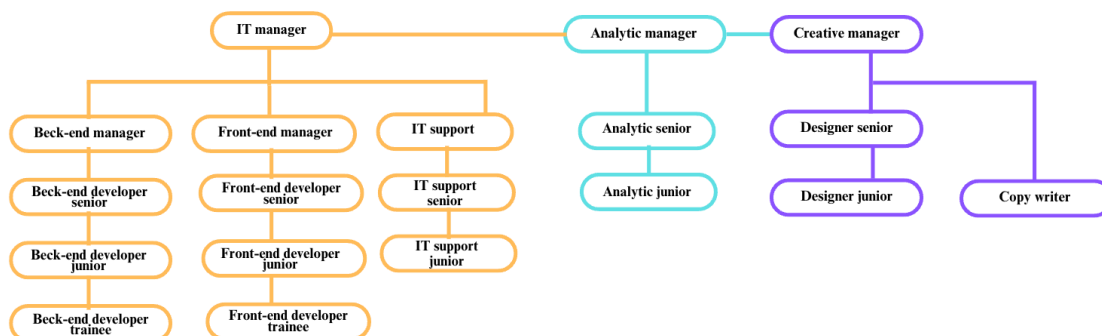 IT manager
Analytic manager
Creative manager
Beck-end manager
Front-end manager
IT support
Analytic senior
Designer senior
Beck-end developer
senior
Front-end developer
senior
IT support
senior
Analytic junior
Designer junior
Copy writer
Beck-end developer
junior
Front-end developer
junior
IT support
junior
Beck-end developer
trainee
Front-end developer
trainee